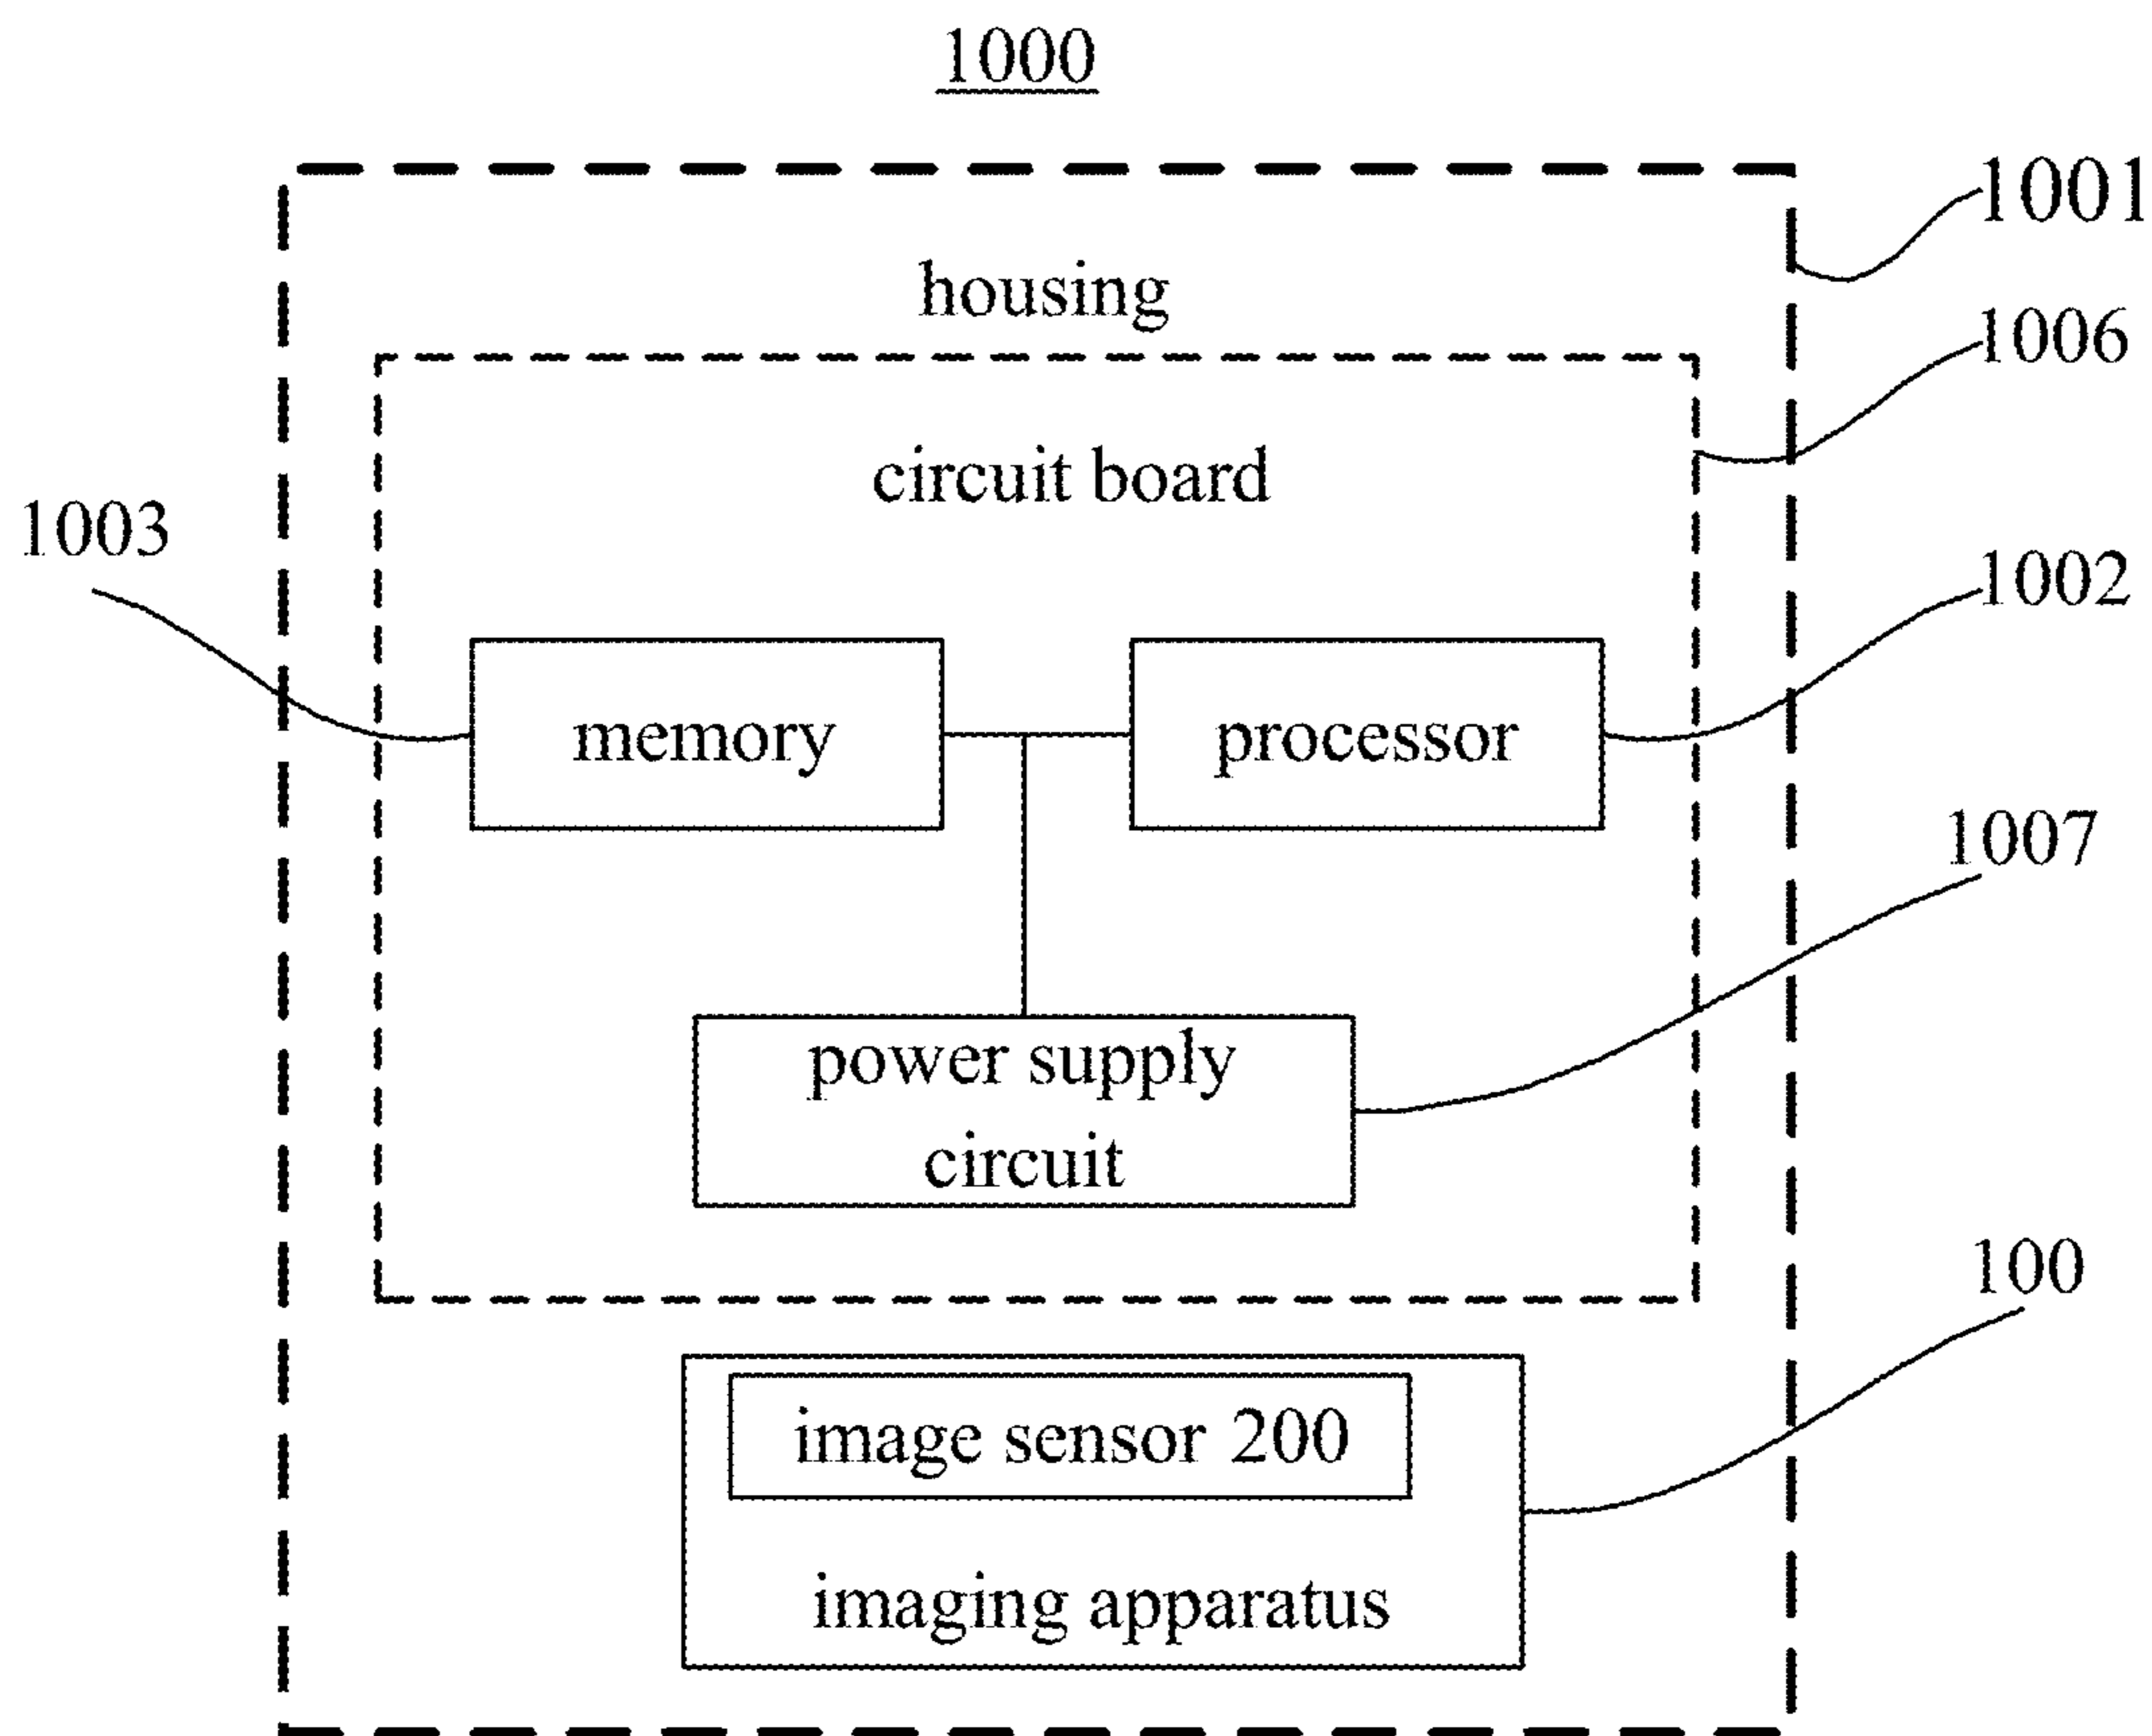 1000
1001
housing
1006
circuit board
1003
1002
memory
processor
1007
power supply
circuit
100
image sensor 200
imaging apparatus